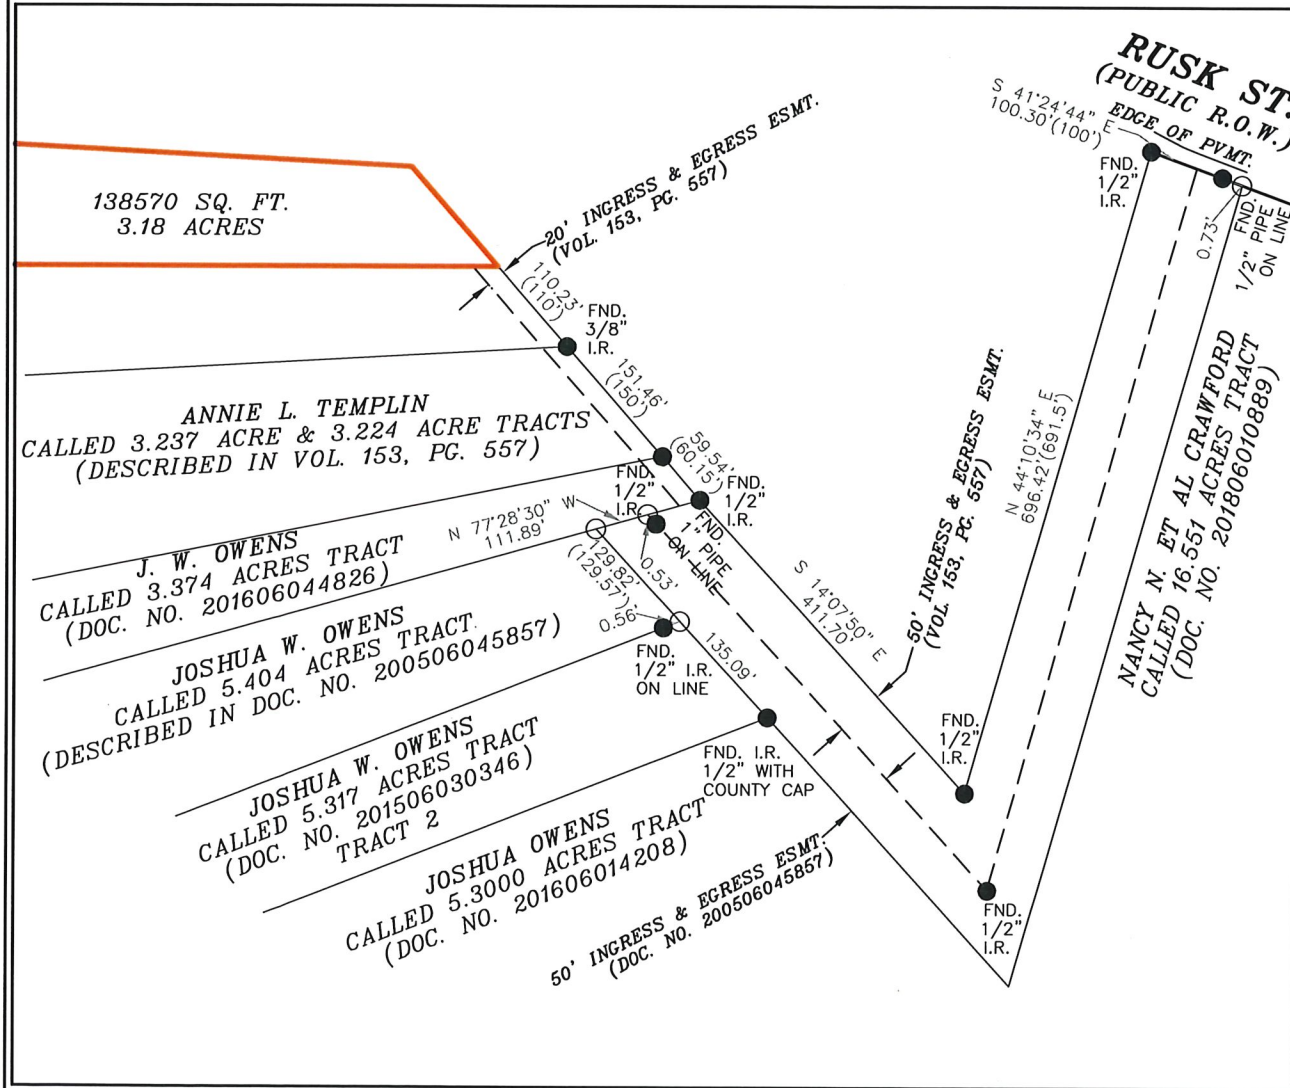 RUSK ST.
(PUBLIC R.O.W.)
EDGE OF PVMT.
S 41°24'44" E
100.30'(100')
FND.
1/2"
I.R.
0.73'
FND.
1/2" PIPE
ON LINE
138570 SQ. FT.
3.18 ACRES
20' INGRESS & EGRESS ESMT.
(VOL. 153, PG. 557)
110.23'
(110')
FND.
3/8"
I.R.
151.46'
(150')
ANNIE L. TEMPLIN
CALLED 3.237 ACRE & 3.224 ACRE TRACTS
(DESCRIBED IN VOL. 153, PG. 557)
59.54'
(60.15')
FND.
1/2"
I.R.
FND.
1/2"
I.R.
FND.
1" PIPE
ON LINE
N 77°28'30" W
111.89'
0.53'
J. W. OWENS
CALLED 3.374 ACRES TRACT
(DOC. NO. 201606044826)
129.82'
(129.57')
0.56'
FND.
1/2" I.R.
ON LINE
135.09'
JOSHUA W. OWENS
CALLED 5.404 ACRES TRACT
(DESCRIBED IN DOC. NO. 200506045857)
JOSHUA W. OWENS
CALLED 5.317 ACRES TRACT
(DOC. NO. 201506030346)
TRACT 2
FND. I.R.
1/2" WITH
COUNTY CAP
JOSHUA OWENS
CALLED 5.3000 ACRES TRACT
(DOC. NO. 201606014208)
50' INGRESS & EGRESS ESMT.
(DOC. NO. 200506045857)
S 14°07'50" E
411.70'
50' INGRESS & EGRESS ESMT.
(VOL. 153, PG. 557)
N 44°10'34" E
696.42'(691.5')
NANCY N. ET AL CRAWFORD
CALLED 16.551 ACRES TRACT
(DOC. NO. 201806010889)
FND.
1/2"
I.R.
FND.
1/2"
I.R.